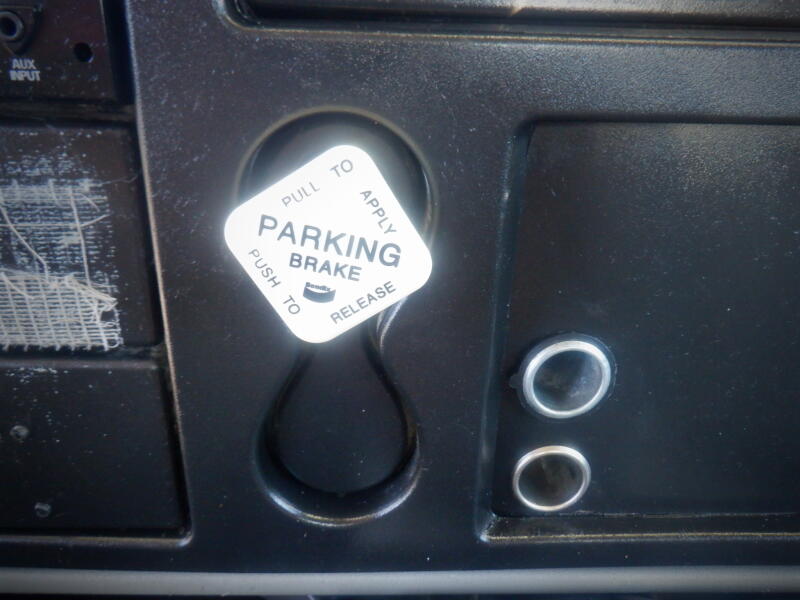 AUX
INPUT
PULL TO
APPLY
PARKING
BRAKE
Bendix
PUSH TO
RELEASE